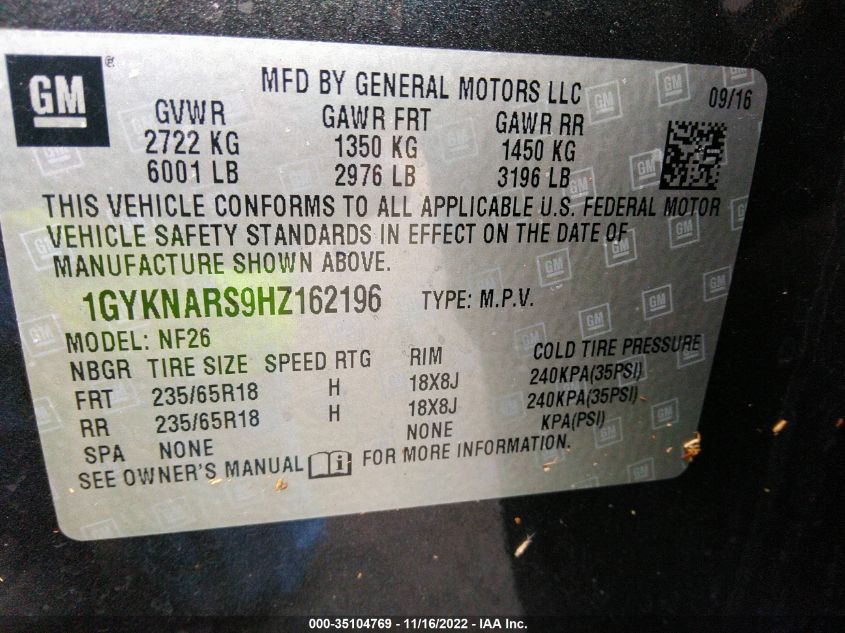 GM ®
MFD BY GENERAL MOTORS LLC
09/16
GVWR GAWR FRT GAWR RR
2722 KG 1350 KG 1450 KG
6001 LB 2976 LB 3196 LB
THIS VEHICLE CONFORMS TO ALL APPLICABLE U.S. FEDERAL MOTOR
VEHICLE SAFETY STANDARDS IN EFFECT ON THE DATE OF
MANUFACTURE SHOWN ABOVE.
1GYKNARS9HZ162196 TYPE: M.P.V.
MODEL: NF26
NBGR TIRE SIZE SPEED RTG RIM COLD TIRE PRESSURE
FRT 235/65R18 H 18X8J 240KPA(35PSI)
RR 235/65R18 H 18X8J 240KPA(35PSI)
SPA NONE NONE KPA(PSI)
SEE OWNER'S MANUAL i FOR MORE INFORMATION.
000-35104769 - 11/16/2022 - IAA Inc.